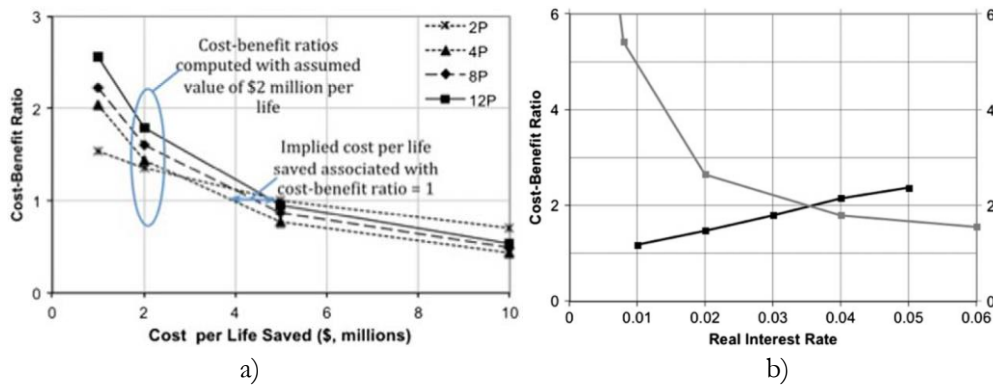 3
2
1
0
Cost-Benefit Ratio
0
2
4
6
8
10
Cost per Life Saved ($, millions)
2P
4P
8P
12P
Cost-benefit ratios
computed with assumed
value of $2 million per
life
Implied cost per life
saved associated with
cost-benefit ratio = 1
a)
6
4
2
0
Cost-Benefit Ratio
0
0.01
0.02
0.03
0.04
0.05
0.06
Real Interest Rate
6
4
2
0
b)